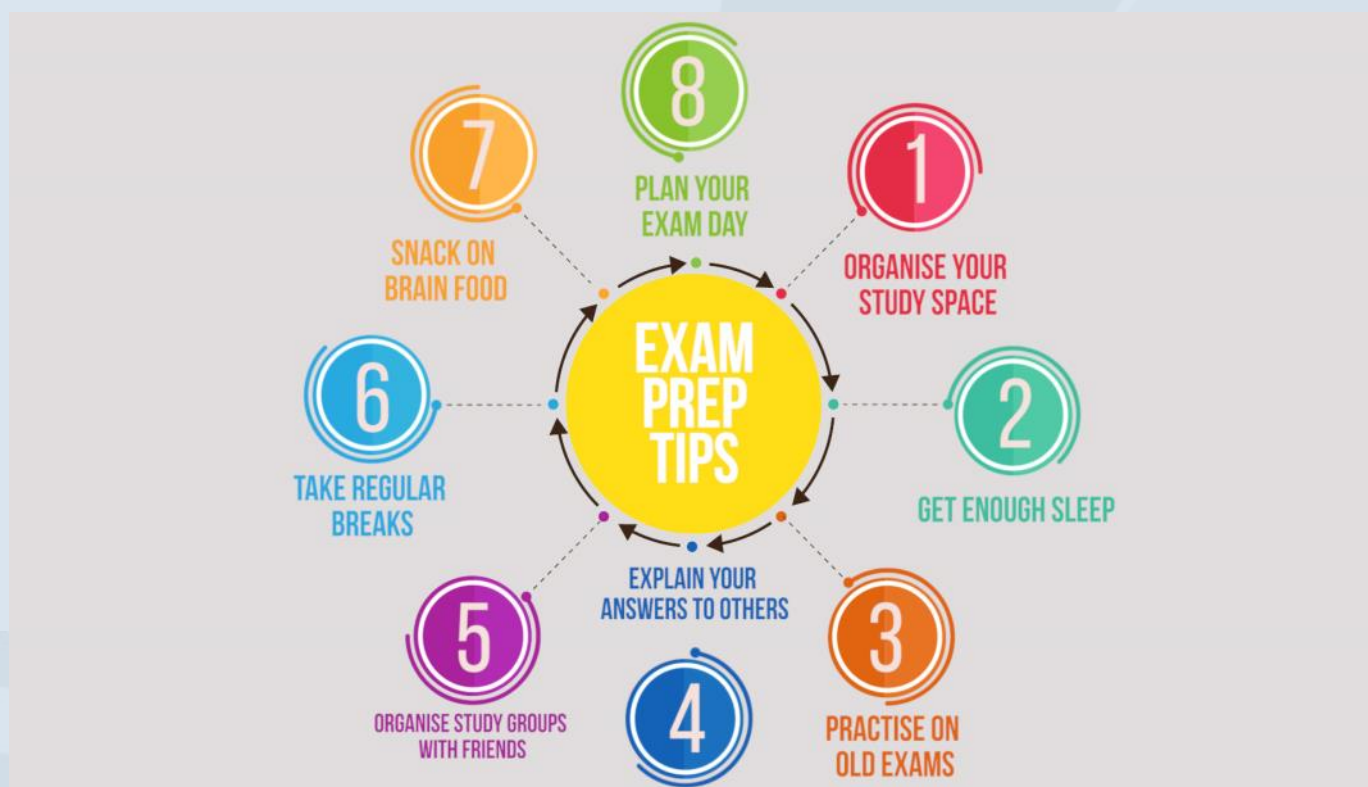 EXAM
PREP
TIPS
1
ORGANISE YOUR
STUDY SPACE
2
GET ENOUGH SLEEP
3
PRACTISE ON
OLD EXAMS
4
EXPLAIN YOUR
ANSWERS TO OTHERS
5
ORGANISE STUDY GROUPS
WITH FRIENDS
6
TAKE REGULAR
BREAKS
7
SNACK ON
BRAIN FOOD
8
PLAN YOUR
EXAM DAY